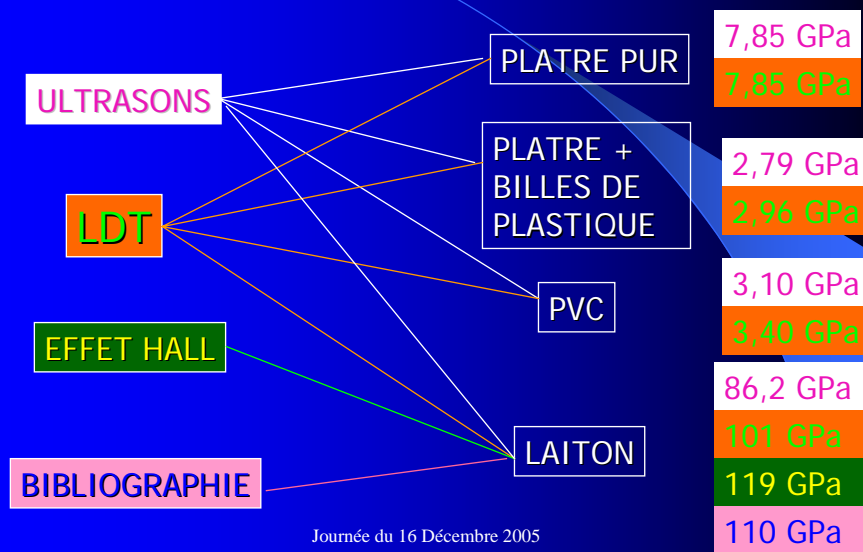 ULTRASONS
LDT
EFFET HALL
BIBLIOGRAPHIE
PLATRE PUR
PLATRE +
BILLES DE
PLASTIQUE
PVC
LAITON
7,85 GPa
7,85 GPa
2,79 GPa
2,96 GPa
3,10 GPa
3,40 GPa
86,2 GPa
101 GPa
119 GPa
110 GPa
Journée du 16 Décembre 2005